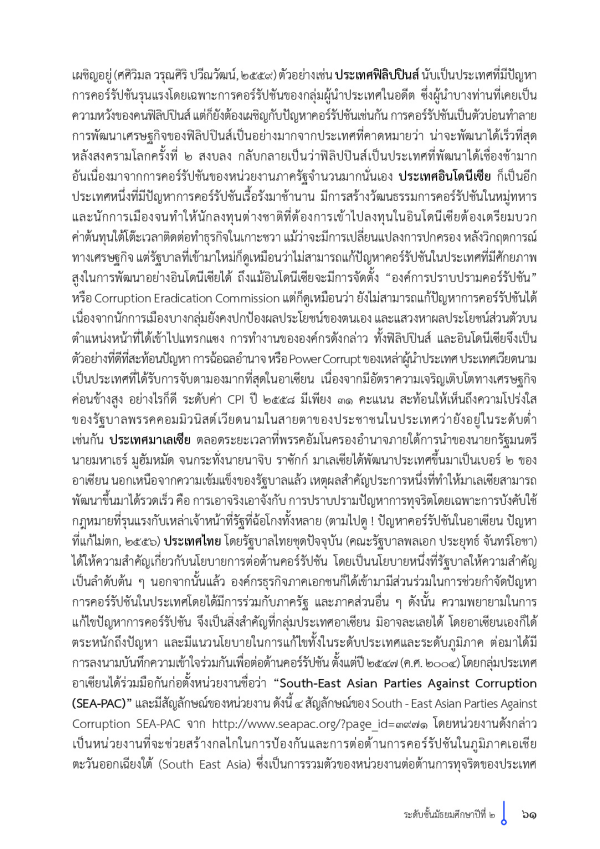 เผชิญอยู่ (ศศิวิมล วรุณศิริ ปวีณวัฒน์, ๒๕๕๙) ตัวอย่างเช่น ประเทศฟิลิปปินส์ นับเป็นประเทศที่มีปัญหา
การคอร์รัปชันรุนแรงโดยเฉพาะการคอร์รัปชันของกลุ่มผู้นำประเทศในอดีต ซึ่งผู้นำบางท่านที่เคยเป็น
ความหวังของคนฟิลิปปินส์ แต่ก็ยังต้องเผชิญกับปัญหาคอร์รัปชันเช่นกัน การคอร์รัปชันเป็นตัวบ่อนทำลาย
การพัฒนาเศรษฐกิจของฟิลิปปินส์เป็นอย่างมากจากประเทศที่คาดหมายว่า น่าจะพัฒนาได้เร็วที่สุด
หลังสงครามโลกครั้งที่ ๒ สงบลง กลับกลายเป็นว่าฟิลิปปินส์เป็นประเทศที่พัฒนาได้เชื่องช้ามาก
อันเนื่องมาจากการคอร์รัปชันของหน่วยงานภาครัฐจำนวนมากนั่นเอง ประเทศอินโดนีเซีย ก็เป็นอีก
ประเทศหนึ่งที่มีปัญหาการคอร์รัปชันเรื้อรังมาช้านาน มีการสร้างวัฒนธรรมการคอร์รัปชันในหมู่ทหาร
และนักการเมืองจนทำให้นักลงทุนต่างชาติที่ต้องการเข้าไปลงทุนในอินโดนีเซียต้องเตรียมบวก
ค่าต้นทุนใต้โต๊ะเวลาติดต่อทำธุรกิจในเกาะชวา แม้ว่าจะมีการเปลี่ยนแปลงการปกครอง หลังวิกฤตการณ์
ทางเศรษฐกิจ แต่รัฐบาลที่เข้ามาใหม่ก็ดูเหมือนว่าไม่สามารถแก้ปัญหาคอร์รัปชันในประเทศที่มีศักยภาพ
สูงในการพัฒนาอย่างอินโดนีเซียได้ ถึงแม้อินโดนีเซียจะมีการจัดตั้ง “องค์การปราบปรามคอร์รัปชัน”
หรือ Corruption Eradication Commission แต่ก็ดูเหมือนว่า ยังไม่สามารถแก้ปัญหาการคอร์รัปชันได้
เนื่องจากนักการเมืองบางกลุ่มยังคงปกป้องผลประโยชน์ของตนเอง และแสวงหาผลประโยชน์ส่วนตัวบน
ตำแหน่งหน้าที่ที่ได้เข้าไปแทรกแซง การทำงานขององค์กรดังกล่าว ทั้งฟิลิปปินส์ และอินโดนีเซียจึงเป็น
ตัวอย่างที่ดีที่สะท้อนปัญหา การฉ้อฉลอำนาจ หรือ Power Corrupt ของเหล่าผู้นำประเทศ ประเทศเวียดนาม
เป็นประเทศที่ได้รับการจับตามองมากที่สุดในอาเซียน เนื่องจากมีอัตราความเจริญเติบโตทางเศรษฐกิจ
ค่อนข้างสูง อย่างไรก็ดี ระดับค่า CPI ปี ๒๕๕๘ มีเพียง ๓๑ คะแนน สะท้อนให้เห็นถึงความโปร่งใส
ของรัฐบาลพรรคคอมมิวนิสต์เวียดนามในสายตาของประชาชนในประเทศว่ายังอยู่ในระดับต่ำ
เช่นกัน ประเทศมาเลเซีย ตลอดระยะเวลาที่พรรคอัมโนครองอำนาจภายใต้การนำของนายกรัฐมนตรี
นายมหาเธร์ มูฮัมหมัด จนกระทั่งนายนาจิบ ราซักก์ มาเลเซียได้พัฒนาประเทศขึ้นมาเป็นเบอร์ ๒ ของ
อาเซียน นอกเหนือจากความเข้มแข็งของรัฐบาลแล้ว เหตุผลสำคัญประการหนึ่งที่ทำให้มาเลเซียสามารถ
พัฒนาขึ้นมาได้รวดเร็ว คือ การเอาจริงเอาจังกับ การปราบปรามปัญหาการทุจริตโดยเฉพาะการบังคับใช้
กฎหมายที่รุนแรงกับเหล่าเจ้าหน้าที่รัฐที่ฉ้อโกงทั้งหลาย (ตามไปดู ! ปัญหาคอร์รัปชันในอาเซียน ปัญหา
ที่แก้ไม่ตก, ๒๕๕๖) ประเทศไทย โดยรัฐบาลไทยชุดปัจจุบัน (คณะรัฐบาลพลเอก ประยุทธ์ จันทร์โอชา)
ได้ให้ความสำคัญเกี่ยวกับนโยบายการต่อต้านคอร์รัปชัน โดยเป็นนโยบายหนึ่งที่รัฐบาลให้ความสำคัญ
เป็นลำดับต้น ๆ นอกจากนั้นแล้ว องค์กรธุรกิจภาคเอกชนก็ได้เข้ามามีส่วนร่วมในการช่วยกำจัดปัญหา
การคอร์รัปชันในประเทศโดยได้มีการร่วมกับภาครัฐ และภาคส่วนอื่น ๆ ดังนั้น ความพยายามในการ
แก้ไขปัญหาการคอร์รัปชัน จึงเป็นสิ่งสำคัญที่กลุ่มประเทศอาเซียน มิอาจละเลยได้ โดยอาเซียนเองก็ได้
ตระหนักถึงปัญหา และมีแนวนโยบายในการแก้ไขทั้งในระดับประเทศและระดับภูมิภาค ต่อมาได้มี
การลงนามบันทึกความเข้าใจร่วมกันเพื่อต่อต้านคอร์รัปชัน ตั้งแต่ปี ๒๕๔๗ (ค.ศ. ๒๐๐๔) โดยกลุ่มประเทศ
อาเซียนได้ร่วมมือกันก่อตั้งหน่วยงานชื่อว่า “South-East Asian Parties Against Corruption
(SEA-PAC)” และมีสัญลักษณ์ของหน่วยงาน ดังนี้ ๔ สัญลักษณ์ของ South - East Asian Parties Against
Corruption SEA-PAC จาก http://www.seapac.org/?page_id=๓๙๗๑ โดยหน่วยงานดังกล่าว
เป็นหน่วยงานที่จะช่วยสร้างกลไกในการป้องกันและการต่อต้านการคอร์รัปชันในภูมิภาคเอเชีย
ตะวันออกเฉียงใต้ (South East Asia) ซึ่งเป็นการรวมตัวของหน่วยงานต่อต้านการทุจริตของประเทศ
ระดับชั้นมัธยมศึกษาปีที่ ๒ ๖๑